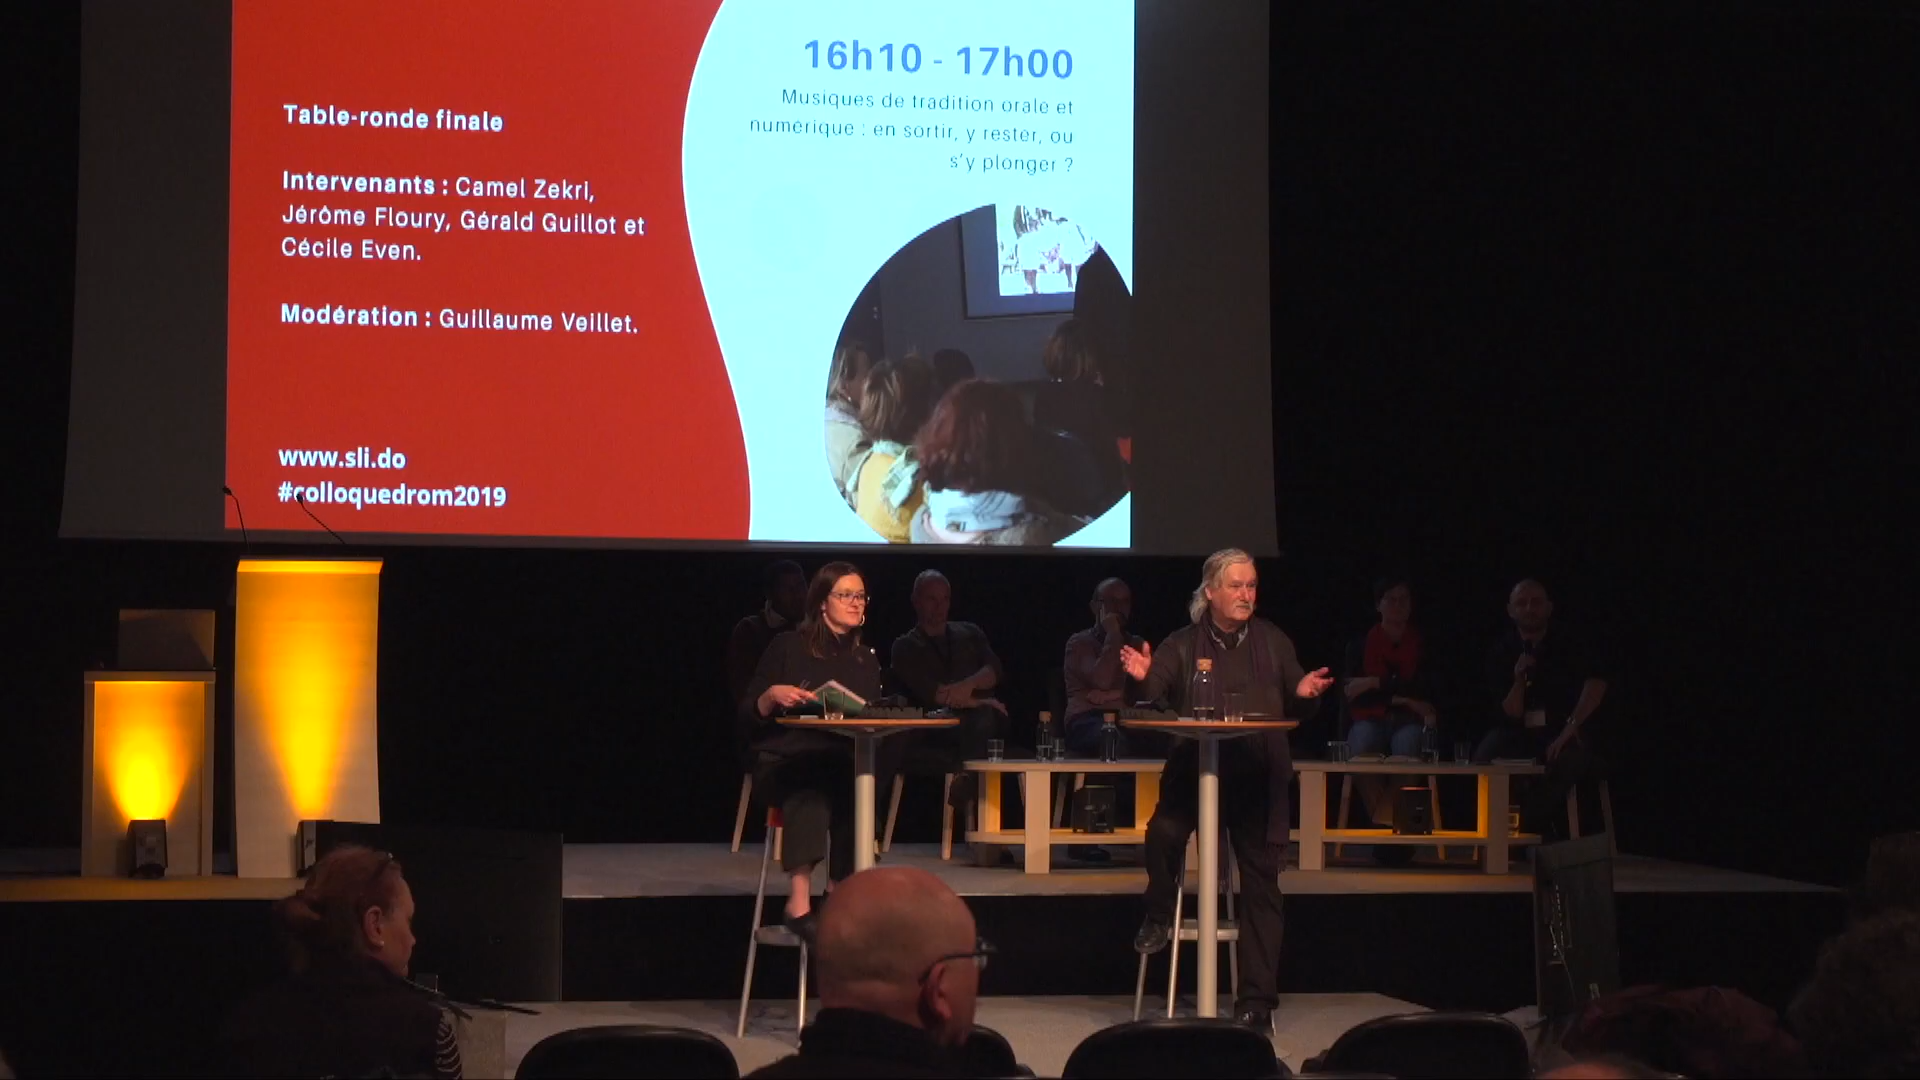 Table-ronde finale
Intervenants : Camel Zekri,
Jérôme Floury, Gérald Guillot et
Cécile Even.
Modération : Guillaume Veillet.
www.sli.do
#colloquedrom2019
16h10 - 17h00
Musiques de tradition orale et
numérique : en sortir, y rester, ou
s'y plonger ?